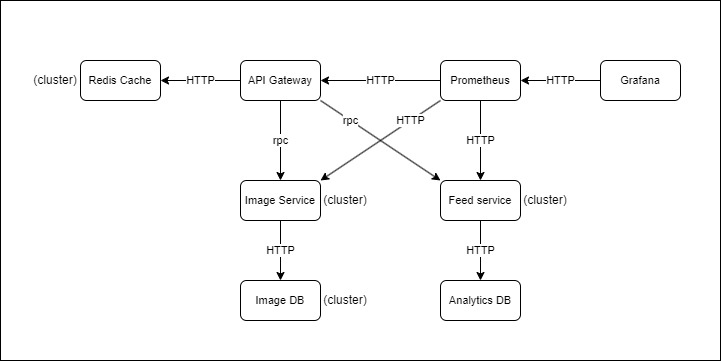 (cluster) Redis Cache HTTP API Gateway HTTP Prometheus HTTP Grafana
rpc HTTP
rpc HTTP
Image Service (cluster) Feed service (cluster)
HTTP HTTP
Image DB (cluster) Analytics DB